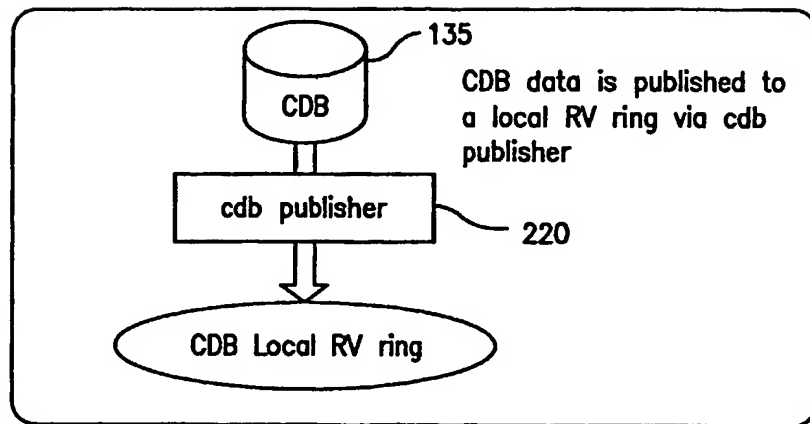 135
CDB
CDB data is published to
a local RV ring via cdb
publisher
cdb publisher
220
CDB Local RV ring